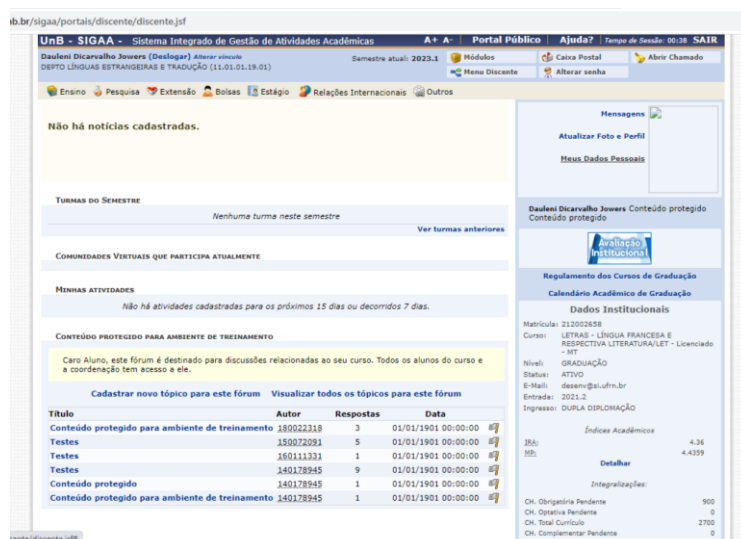 nb.br/sigaa/portais/discente/discente.jsf
UnB - SIGAA - Sistema Integrado de Gestão de Atividades Acadêmicas A+ A- | Portal Público | Ajuda? | Tempo de Sessão: 00:38 SAIR
Dauleni Dicarvalho Jowers (Deslogar) Alterar vínculo Semestre atual: 2023.1 Módulos Caixa Postal Abrir Chamado
DEPTO LÍNGUAS ESTRANGEIRAS E TRADUÇÃO (11.01.01.19.01) Menu Discente Alterar senha
Ensino Pesquisa Extensão Bolsas Estágio Relações Internacionais Outros
Não há notícias cadastradas.
TURMAS DO SEMESTRE
Nenhuma turma neste semestre
Ver turmas anteriores
COMUNIDADES VIRTUAIS QUE PARTICIPA ATUALMENTE
MINHAS ATIVIDADES
Não há atividades cadastradas para os próximos 15 dias ou decorridos 7 dias.
CONTEÚDO PROTEGIDO PARA AMBIENTE DE TREINAMENTO
Caro Aluno, este fórum é destinado para discussões relacionadas ao seu curso. Todos os alunos do curso e
a coordenação tem acesso a ele.
Cadastrar novo tópico para este fórum Visualizar todos os tópicos para este fórum
Título Autor Respostas Data
Conteúdo protegido para ambiente de treinamento 180022318 3 01/01/1901 00:00:00
Testes 150072091 5 01/01/1901 00:00:00
Testes 160111331 1 01/01/1901 00:00:00
Testes 140178945 9 01/01/1901 00:00:00
Conteúdo protegido 140178945 1 01/01/1901 00:00:00
Conteúdo protegido para ambiente de treinamento 140178945 1 01/01/1901 00:00:00
Mensagens
Atualizar Foto e Perfil
Meus Dados Pessoais
Dauleni Dicarvalho Jowers Conteúdo protegido
Conteúdo protegido
Avaliação
Institucional
Regulamento dos Cursos de Graduação
Calendário Acadêmico de Graduação
Dados Institucionais
Matrícula: 212002658
Curso: LETRAS - LÍNGUA FRANCESA E
RESPECTIVA LITERATURA/LET - Licenciado
- MT
Nível: GRADUAÇÃO
Status: ATIVO
E-Mail: desenv@si.ufrn.br
Entrada: 2021.2
Ingresso: DUPLA DIPLOMAÇÃO
Índices Acadêmicos
IRA: 4.36
MP: 4.4359
Detalhar
Integralizações:
CH. Obrigatória Pendente 900
CH. Optativa Pendente 0
CH. Total Currículo 2700
CH. Complementar Pendente 0